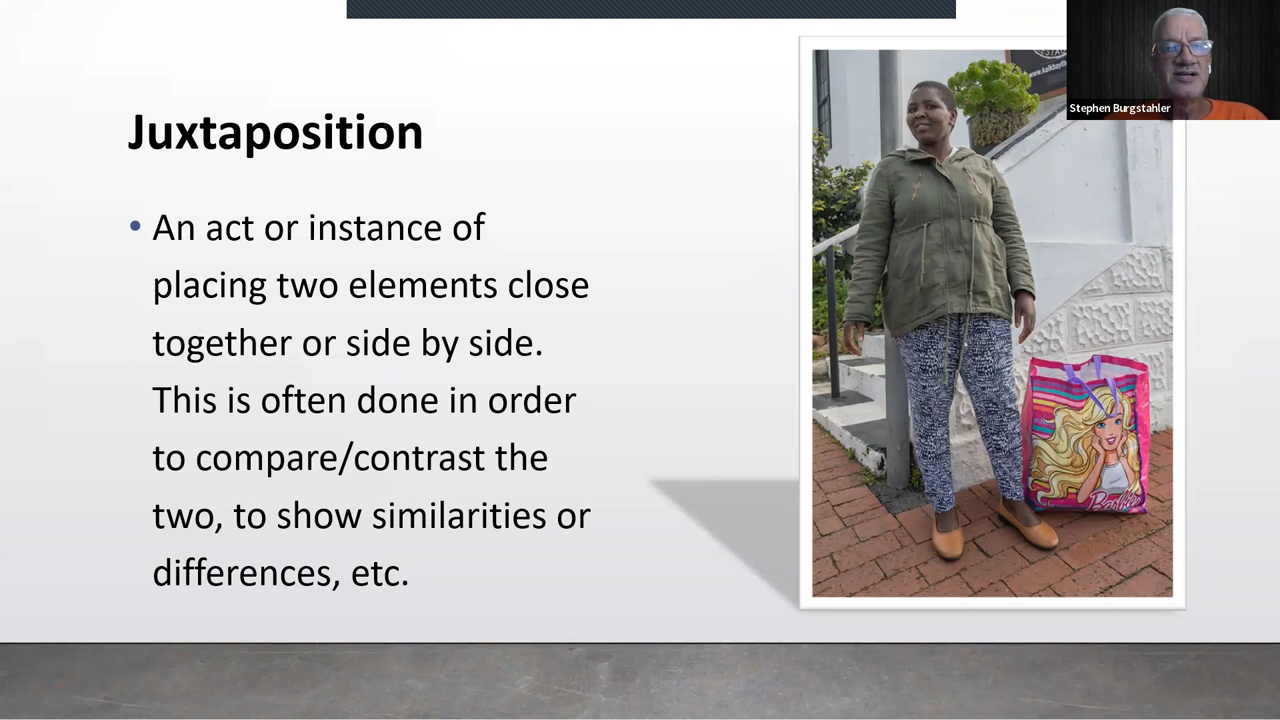 Juxtaposition
• An act or instance of
placing two elements close
together or side by side.
This is often done in order
to compare/contrast the
two, to show similarities or
differences, etc.
Stephen Burgstahler
Barbie